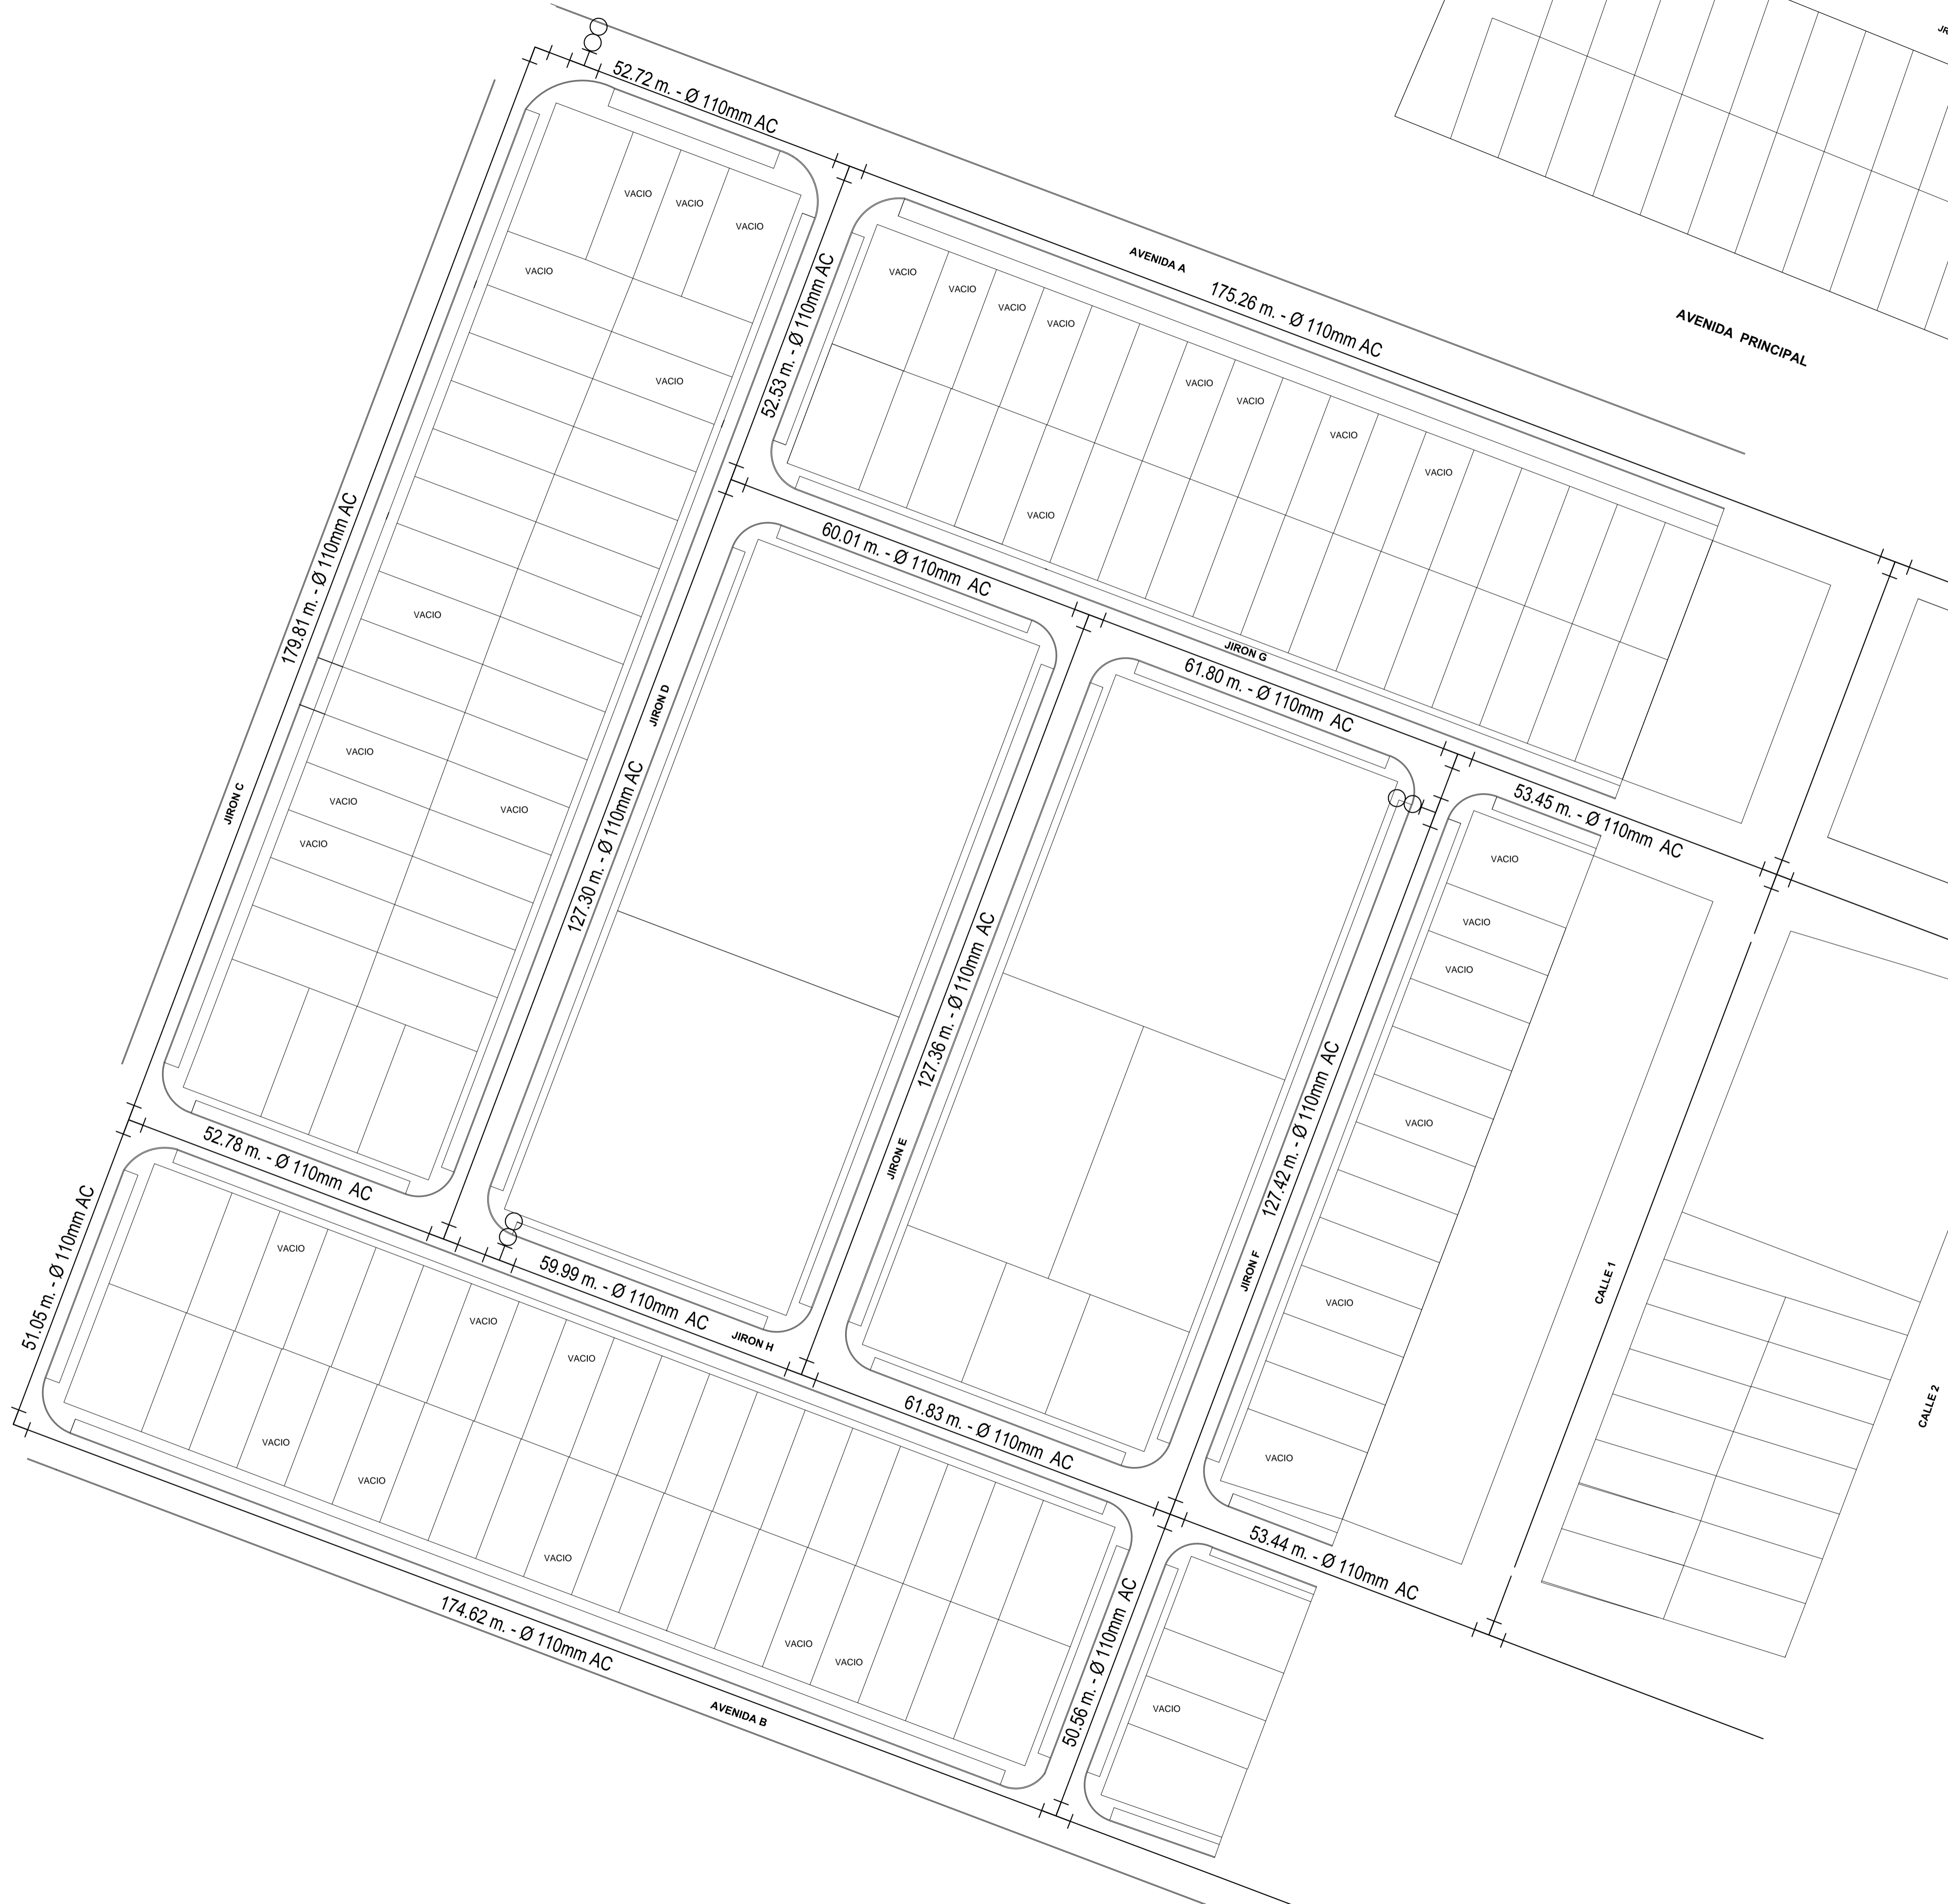 JR
52.72 m. - Ø 110mm AC
VACIO
VACIO
VACIO
VACIO
VACIO
52.53 m. - Ø 110mm AC
AVENIDA A
175.26 m. - Ø 110mm AC
AVENIDA PRINCIPAL
VACIO
VACIO
VACIO
VACIO
VACIO
VACIO
VACIO
VACIO
VACIO
179.81 m. - Ø 110mm AC
60.01 m. - Ø 110mm AC
VACIO
JIRON G
61.80 m. - Ø 110mm AC
JIRON D
JIRON C
VACIO
VACIO
VACIO
VACIO
127.30 m. - Ø 110mm AC
53.45 m. - Ø 110mm AC
VACIO
VACIO
VACIO
127.36 m. - Ø 110mm AC
127.42 m. - Ø 110mm AC
VACIO
52.78 m. - Ø 110mm AC
JIRON E
51.05 m. - Ø 110mm AC
VACIO
59.99 m. - Ø 110mm AC
JIRON F
CALLE 1
VACIO
VACIO
JIRON H
VACIO
61.83 m. - Ø 110mm AC
CALLE 2
VACIO
VACIO
VACIO
VACIO
53.44 m. - Ø 110mm AC
174.62 m. - Ø 110mm AC
VACIO
VACIO
50.56 m. - Ø 110mm AC
VACIO
AVENIDA B